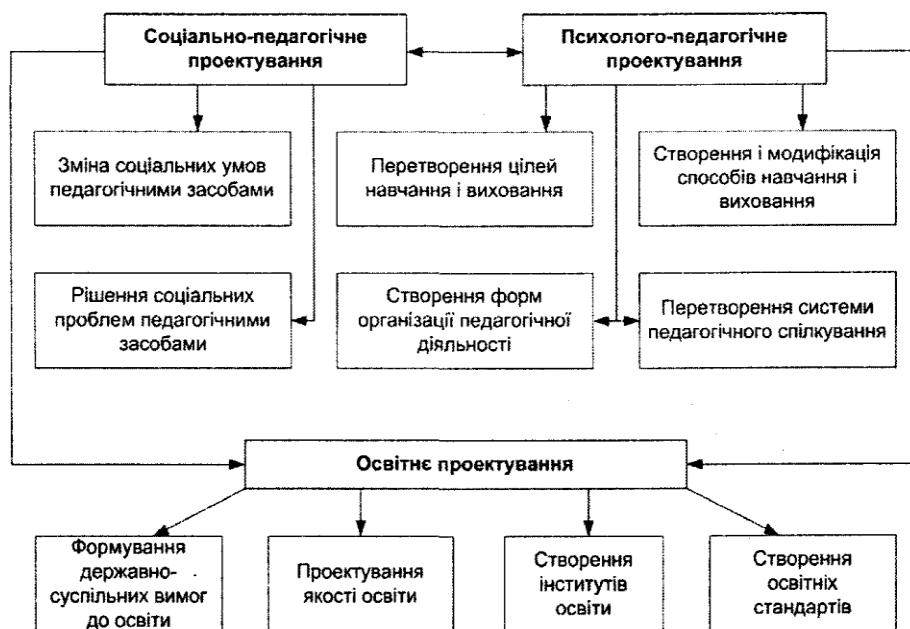 Соціально-педагогічне
проектування
Психолого-педагогічне
проектування
Зміна соціальних умов
педагогічними засобами
Перетворення цілей
навчання і виховання
Створення і модифікація
способів навчання і
виховання
Рішення соціальних
проблем педагогічними
засобами
Створення форм
організації педагогічної
діяльності
Перетворення системи
педагогічного спілкування
Освітнє проектування
Формування
державно-
суспільних вимог
до освіти
Проектування
якості освіти
Створення
інститутів
освіти
Створення
освітніх
стандартів